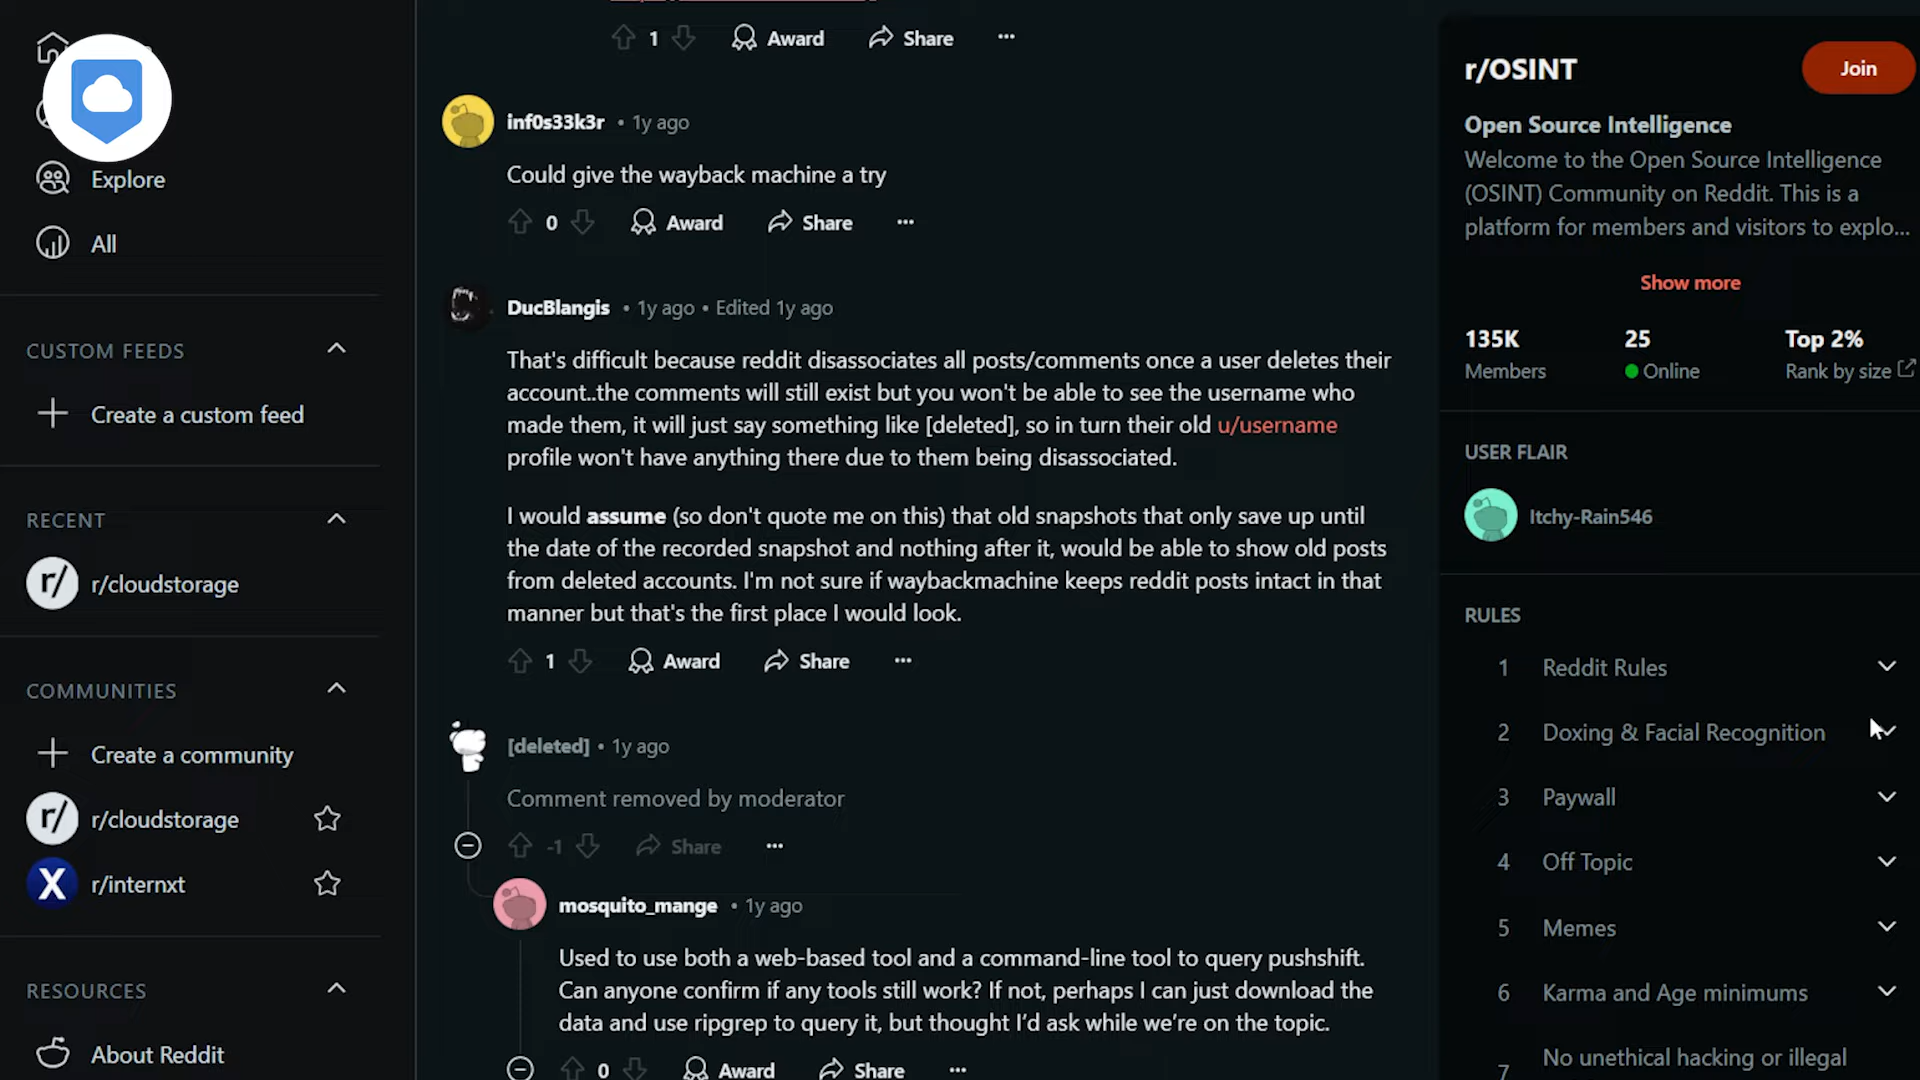 Explore
All
CUSTOM FEEDS
Create a custom feed
RECENT
r/cloudstorage
COMMUNITIES
Create a community
r/cloudstorage
r/internxt
RESOURCES
About Reddit
1 Award Share
inf0s33k3r • 1y ago
Could give the wayback machine a try
0 Award Share
DucBlangis • 1y ago • Edited 1y ago
That's difficult because reddit disassociates all posts/comments once a user deletes their
account..the comments will still exist but you won't be able to see the username who
made them, it will just say something like [deleted], so in turn their old u/username
profile won't have anything there due to them being disassociated.
I would assume (so don't quote me on this) that old snapshots that only save up until
the date of the recorded snapshot and nothing after it, would be able to show old posts
from deleted accounts. I'm not sure if waybackmachine keeps reddit posts intact in that
manner but that's the first place I would look.
1 Award Share
[deleted] • 1y ago
Comment removed by moderator
-1 Share
mosquito_mange • 1y ago
Used to use both a web-based tool and a command-line tool to query pushshift.
Can anyone confirm if any tools still work? If not, perhaps I can just download the
data and use ripgrep to query it, but thought I'd ask while we're on the topic.
0 Award Share
r/OSINT Join
Open Source Intelligence
Welcome to the Open Source Intelligence
(OSINT) Community on Reddit. This is a
platform for members and visitors to explo...
Show more
135K 25 Top 2%
Members Online Rank by size
USER FLAIR
Itchy-Rain546
RULES
1 Reddit Rules
2 Doxing & Facial Recognition
3 Paywall
4 Off Topic
5 Memes
6 Karma and Age minimums
7 No unethical hacking or illegal